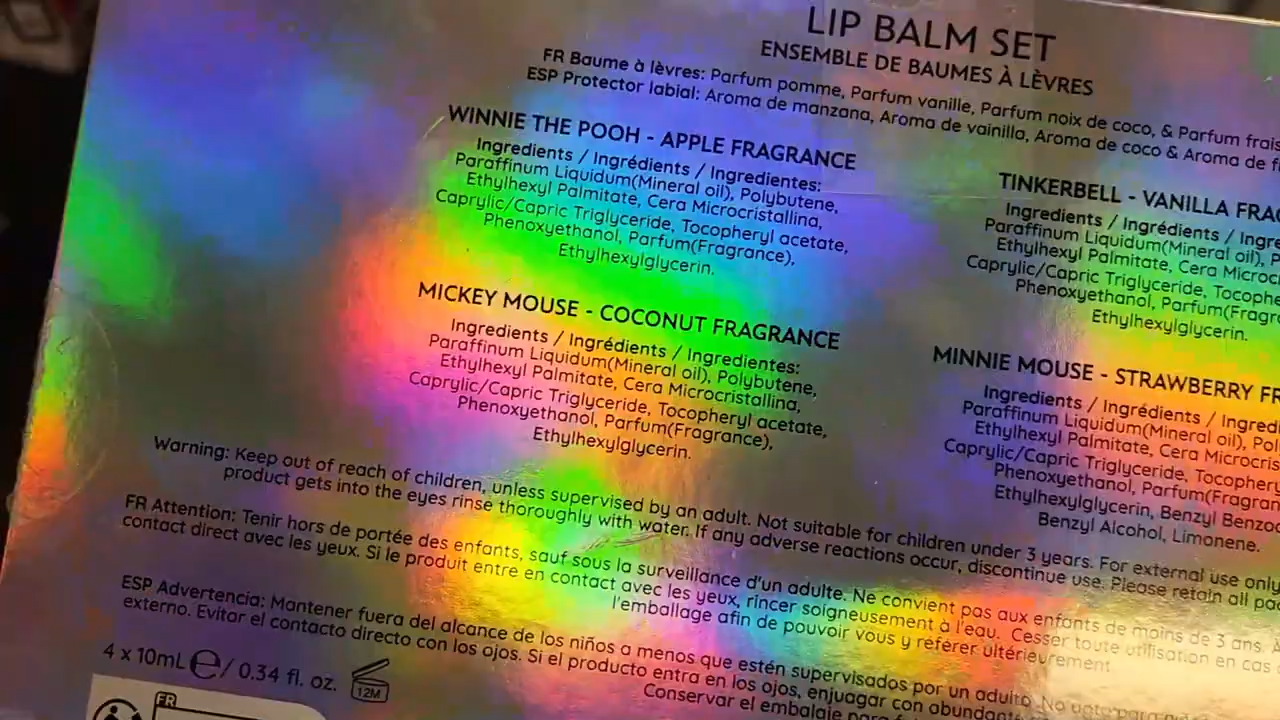 LIP BALM SET
ENSEMBLE DE BAUMES À LÈVRES
FR Baume à lèvres: Parfum pomme, Parfum vanille, Parfum noix de coco, & Parfum frais
ESP Protector labial: Aroma de manzana, Aroma de vainilla, Aroma de coco & Aroma de f
WINNIE THE POOH - APPLE FRAGRANCE
Ingredients / Ingrédients / Ingredientes:
Paraffinum Liquidum(Mineral oil), Polybutene,
Ethylhexyl Palmitate, Cera Microcristallina,
Caprylic/Capric Triglyceride, Tocopheryl acetate,
Phenoxyethanol, Parfum(Fragrance),
Ethylhexylglycerin.
TINKERBELL - VANILLA FRA
Ingredients / Ingrédients / Ingre
Paraffinum Liquidum(Mineral oil), P
Ethylhexyl Palmitate, Cera Microc
Caprylic/Capric Triglyceride, Tocophe
Phenoxyethanol, Parfum(Fragr
Ethylhexylglycerin.
MICKEY MOUSE - COCONUT FRAGRANCE
Ingredients / Ingrédients / Ingredientes:
Paraffinum Liquidum(Mineral oil), Polybutene,
Ethylhexyl Palmitate, Cera Microcristallina,
Caprylic/Capric Triglyceride, Tocopheryl acetate,
Phenoxyethanol, Parfum(Fragrance),
Ethylhexylglycerin.
MINNIE MOUSE - STRAWBERRY FR
Ingredients / Ingrédients / Ingredi
Paraffinum Liquidum(Mineral oil), Pol
Ethylhexyl Palmitate, Cera Microcris
Caprylic/Capric Triglyceride, Tocophery
Phenoxyethanol, Parfum(Fragran
Ethylhexylglycerin, Benzyl Benzo
Benzyl Alcohol, Limonene.
Warning: Keep out of reach of children, unless supervised by an adult. Not suitable for children under 3 years. For external use only
product gets into the eyes rinse thoroughly with water. If any adverse reactions occur, discontinue use. Please retain all pa
FR Attention: Tenir hors de portée des enfants, sauf sous la surveillance d'un adulte. Ne convient pas aux enfants de moins de 3 ans. A
contact direct avec les yeux. Si le produit entre en contact avec les yeux, rincer soigneusement à l'eau. Cesser toute utilisation en cas
l'emballage afin de pouvoir vous y référer ultérieurement
ESP Advertencia: Mantener fuera del alcance de los niños a menos que estén supervisados por un adulto. No
externo. Evitar el contacto directo con los ojos. Si el producto entra en los ojos, enjuagar con abundant
Conservar el embalaje para
4 x 10mL ℮/ 0.34 fl. oz.
12M
FR